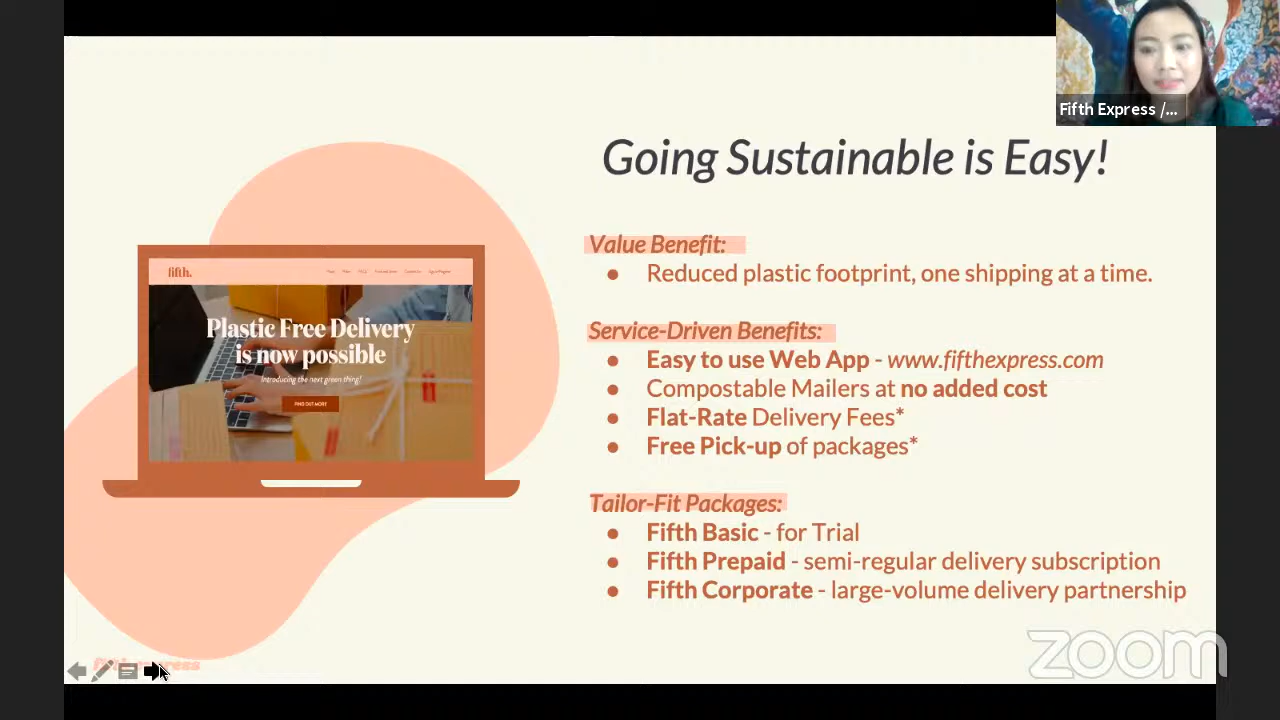 Fifth Express /...
Going Sustainable is Easy!
Value Benefit:
● Reduced plastic footprint, one shipping at a time.
Service-Driven Benefits:
● Easy to use Web App - www.fifthexpress.com
● Compostable Mailers at no added cost
● Flat-Rate Delivery Fees*
● Free Pick-up of packages*
Tailor-Fit Packages:
● Fifth Basic - for Trial
● Fifth Prepaid - semi-regular delivery subscription
● Fifth Corporate - large-volume delivery partnership
fifth.
Plastic Free Delivery
is now possible
Introducing the next green thing!
FIND OUT MORE
zoom